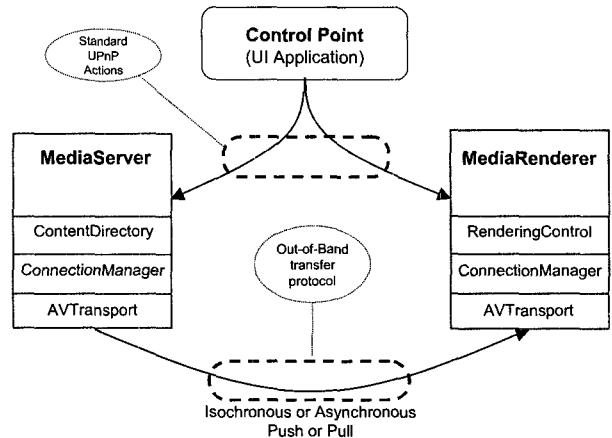 Standard
UPnP
Actions
Control Point
(UI Application)
MediaServer
ContentDirectory
ConnectionManager
AVTransport
MediaRenderer
RenderingControl
ConnectionManager
AVTransport
Out-of-Band
transfer
protocol
Isochronous or Asynchronous
Push or Pull